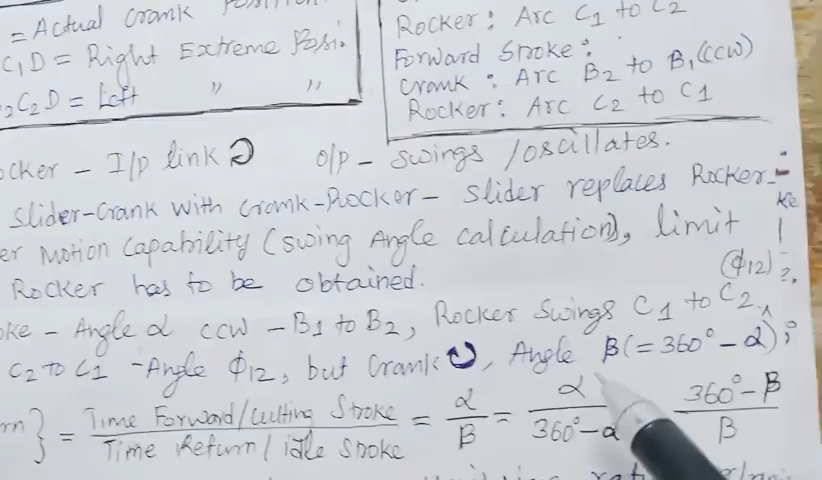 = Actual Crank Position
C1D = Right Extreme Posi.
2C2D = Left " "
Rocker: Arc C1 to C2
Forward Stroke:
Crank: Arc B2 to B1 (CCW)
Rocker: Arc C2 to C1
ocker - I/p link O/p - swings/oscillates.
Slider-Crank with Crank-Rocker - Slider replaces Rocker-
er Motion Capability (Swing Angle calculation), limit
Rocker has to be obtained.
(ϕ12)
oke - Angle α CCW - B1 to B2, Rocker Swings C1 to C2,
C2 to C1 - Angle ϕ12, but Crank, Angle β(= 360° - α);
rn} = Time Forward/Cutting Stroke / Time Return/idle Stroke = α/β = α/360°-α 360°-β/β